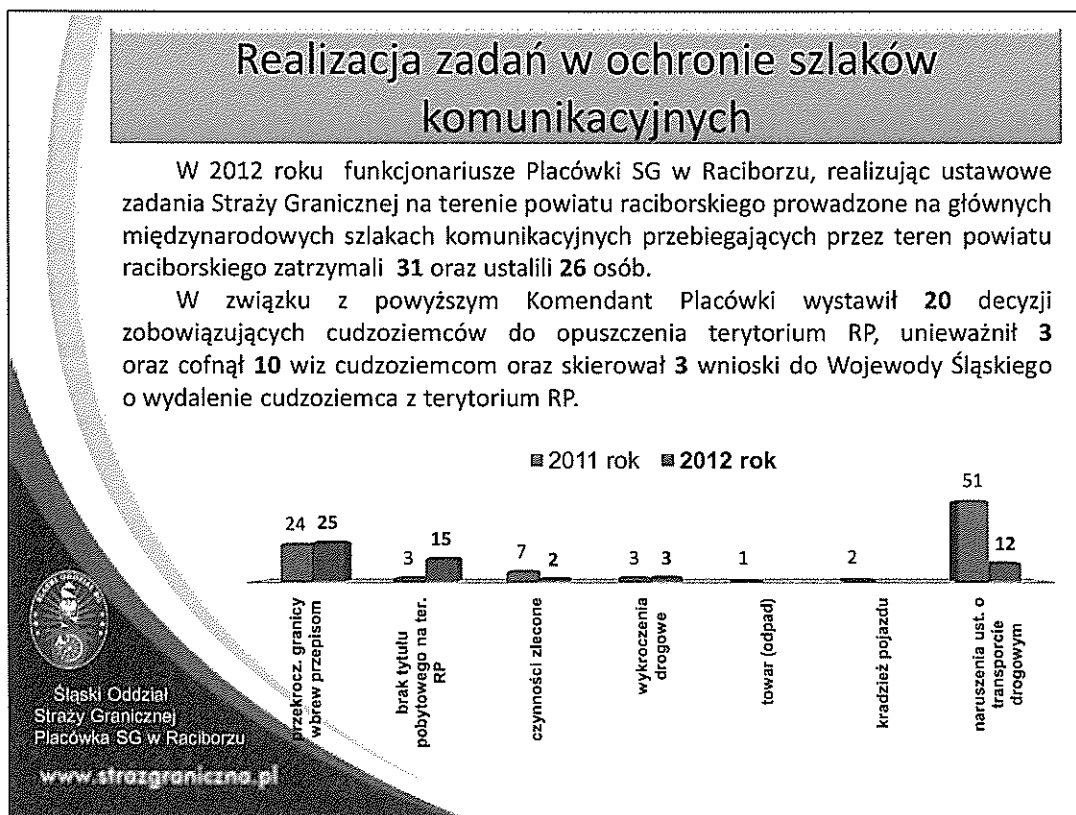 Realizacja zadań w ochronie szlaków
komunikacyjnych
W 2012 roku funkcjonariusze Placówki SG w Raciborzu, realizując ustawowe
zadania Straży Granicznej na terenie powiatu raciborskiego prowadzone na głównych
międzynarodowych szlakach komunikacyjnych przebiegających przez teren powiatu
raciborskiego zatrzymali 31 oraz ustalili 26 osób.
W związku z powyższym Komendant Placówki wystawił 20 decyzji
zobowiązujących cudzoziemców do opuszczenia terytorium RP, unieważnił 3
oraz cofnął 10 wiz cudzoziemcom oraz skierował 3 wnioski do Wojewody Śląskiego
o wydalenie cudzoziemca z terytorium RP.
2011 rok 2012 rok
24 25 3 15 7 2 3 3 1 2 51 12
przekrocz. granicy
wbrew przepisom
brak tytułu
pobytowego na ter.
RP
czynności zlecone
wykroczenia
drogowe
towar (odpad)
kradzież pojazdu
naruszenia ust. o
transporcie
drogowym
Śląski Oddział
Straży Granicznej
Placówka SG w Raciborzu
www.strazgraniczna.pl